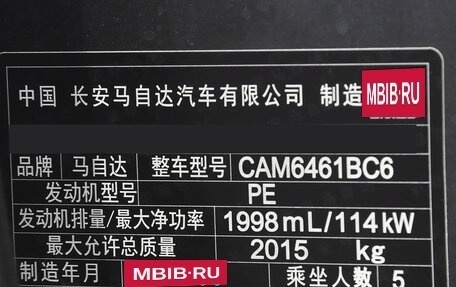 中国 长安马自达汽车有限公司 制造 MBIB.RU
品牌 马自达 整车型号 CAM6461BC6
发动机型号 PE
发动机排量/最大净功率 1998mL/114kW
最大允许总质量 2015 kg
制造年月 MBIB.RU 乘坐人数 5